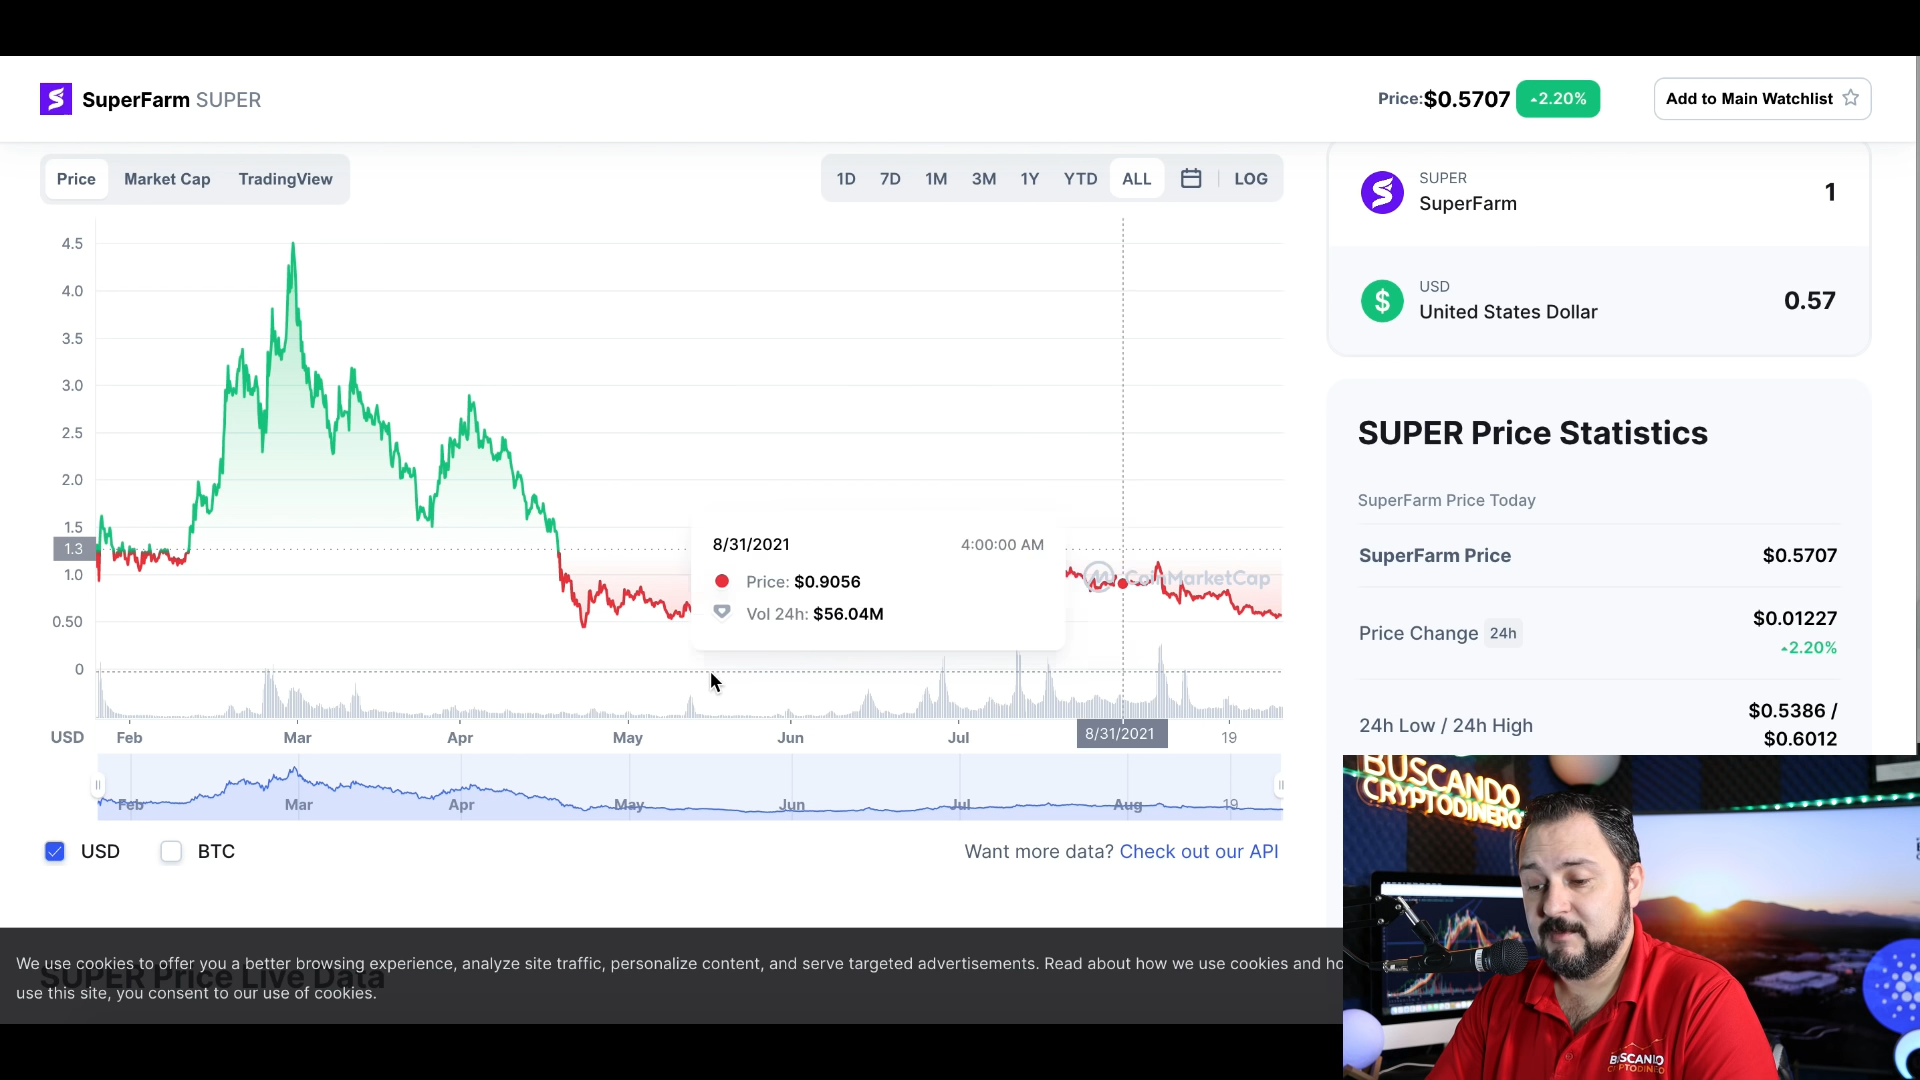 SuperFarm SUPER
Price:$0.5707 2.20%
Add to Main Watchlist
Price Market Cap TradingView
1D 7D 1M 3M 1Y YTD ALL LOG
4.5
4.0
3.5
3.0
2.5
2.0
1.5
1.3
1.0
0.50
0
8/31/2021 4:00:00 AM
Price: $0.9056
Vol 24h: $56.04M
CoinMarketCap
USD Feb Mar Apr May Jun Jul 8/31/2021 19
Feb Mar Apr May Jun Jul Aug 19
USD BTC
Want more data? Check out our API
SUPER
SuperFarm
1
USD
United States Dollar
0.57
SUPER Price Statistics
SuperFarm Price Today
SuperFarm Price $0.5707
Price Change 24h $0.01227
2.20%
24h Low / 24h High $0.5386 /
$0.6012
SUPER Price Live Data
We use cookies to offer you a better browsing experience, analyze site traffic, personalize content, and serve targeted advertisements. Read about how we use cookies and
use this site, you consent to our use of cookies.
BUSCANDO
CRYPTODINERO